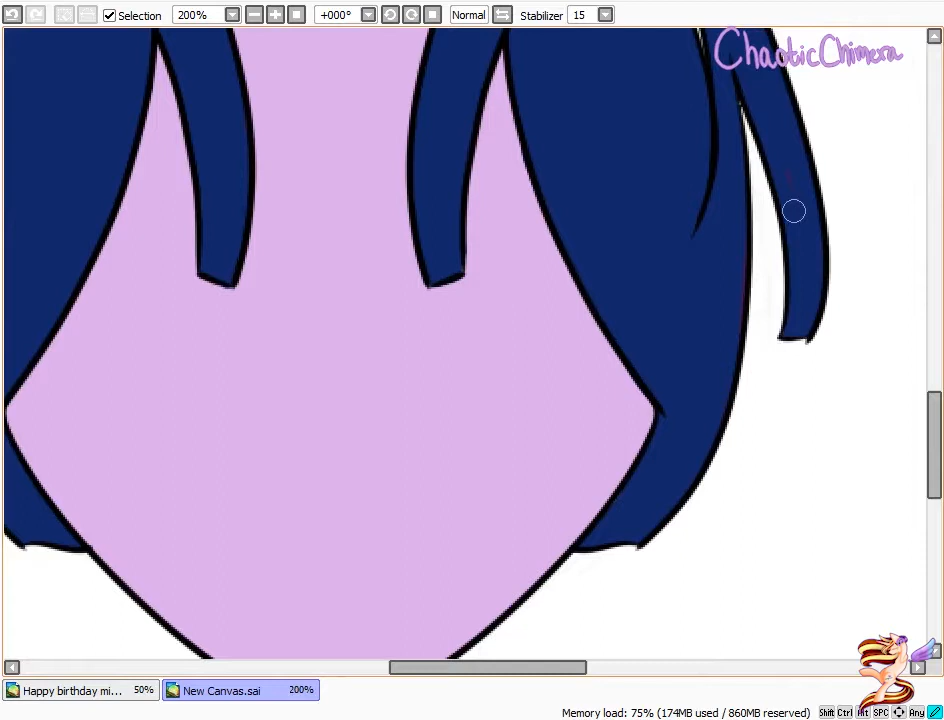 Selection 200% +000° Normal Stabilizer 15
ChaoticChimera
Happy birthday mi... 50% New Canvas.sai 200%
Memory load: 75% (174MB used / 860MB reserved) Shift Ctrl Alt SPC Any